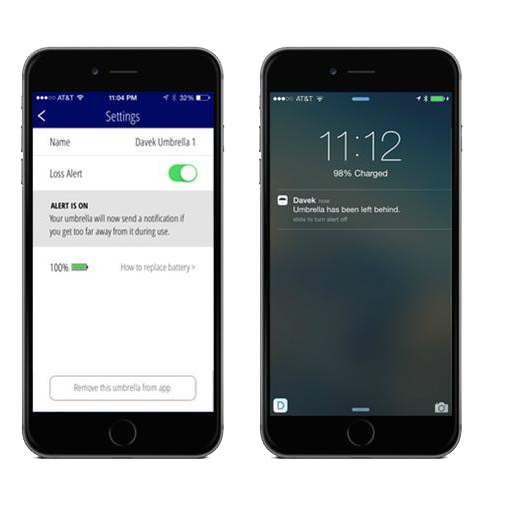 AT&T 11:04 PM 32%
Settings
Name Davek Umbrella 1
Loss Alert
ALERT IS ON
Your umbrella will now send a notification if
you get too far away from it during use.
100% How to replace battery >
Remove this umbrella from app
AT&T
11:12
98% Charged
Davek now
Umbrella has been left behind.
slide to turn alert off
D